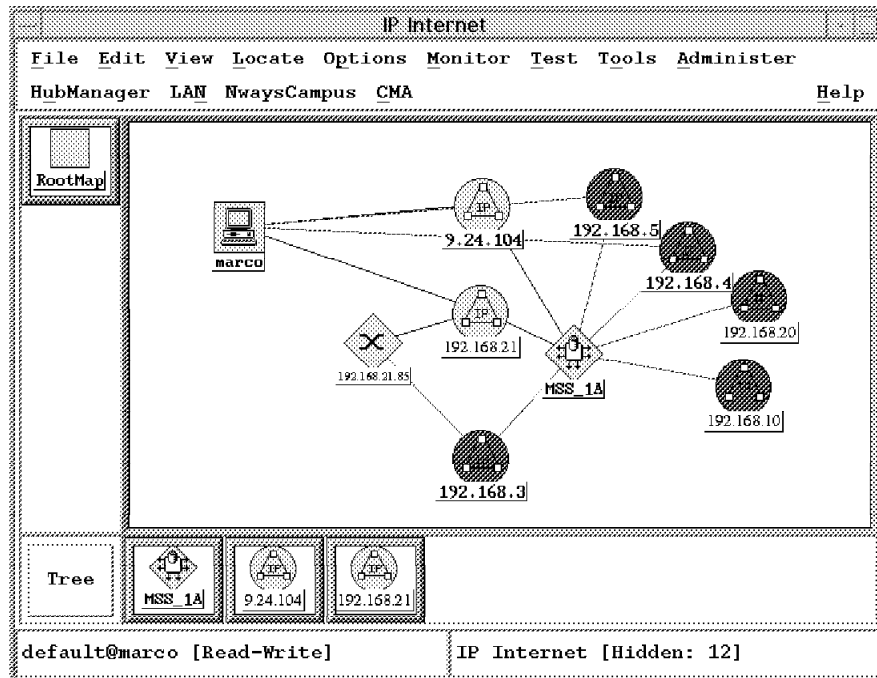 IP Internet
File Edit View Locate Options Monitor Test Tools Administer
HubManager LAN NwaysCampus CMA Help
RootMap
marco
IP
9.24.104
192.168.5
192.168.4
IP
192.168.21
192.168.20
192.168.21.85
MSS_1A
192.168.10
192.168.3
Tree
MSS_1A
IP
9.24.104
IP
192.168.21
default@marco [Read-Write]
IP Internet [Hidden: 12]